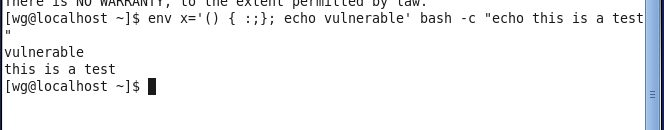 There is NO WARRANTY, to the extent permitted by law.
[wg@localhost ~]$ env x='() { :;}; echo vulnerable' bash -c "echo this is a test
"
vulnerable
this is a test
[wg@localhost ~]$